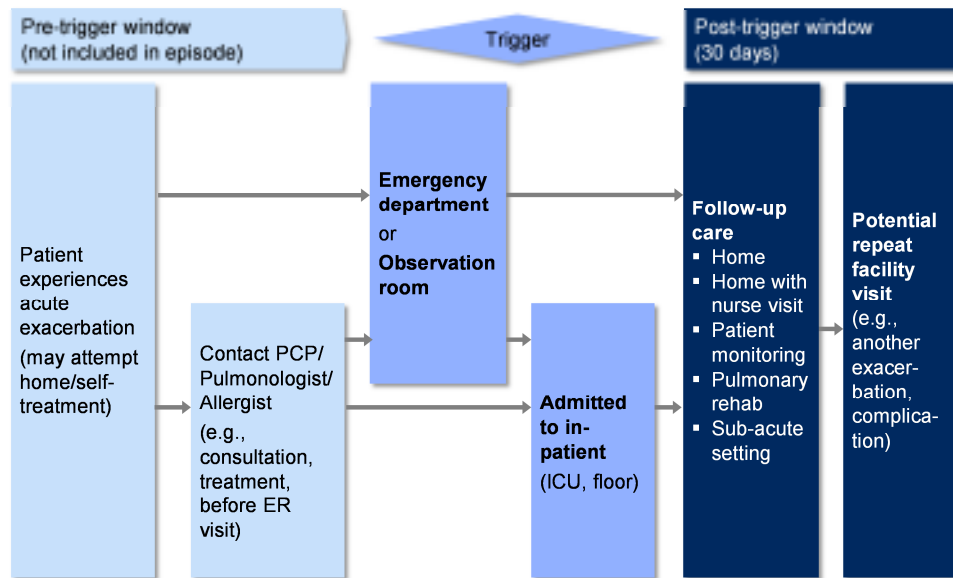 Pre-trigger window
(not included in episode)
Trigger
Post-trigger window
(30 days)
Patient
experiences
acute
exacerbation
(may attempt
home/self-
treatment)
Contact PCP/
Pulmonologist/
Allergist
(e.g.,
consultation,
treatment,
before ER
visit)
Emergency
department
or
Observation
room
Admitted
to in-
patient
(ICU, floor)
Follow-up
care
▪ Home
▪ Home with
nurse visit
▪ Patient
monitoring
▪ Pulmonary
rehab
▪ Sub-acute
setting
Potential
repeat
facility
visit
(e.g.,
another
exacer-
bation,
complica-
tion)